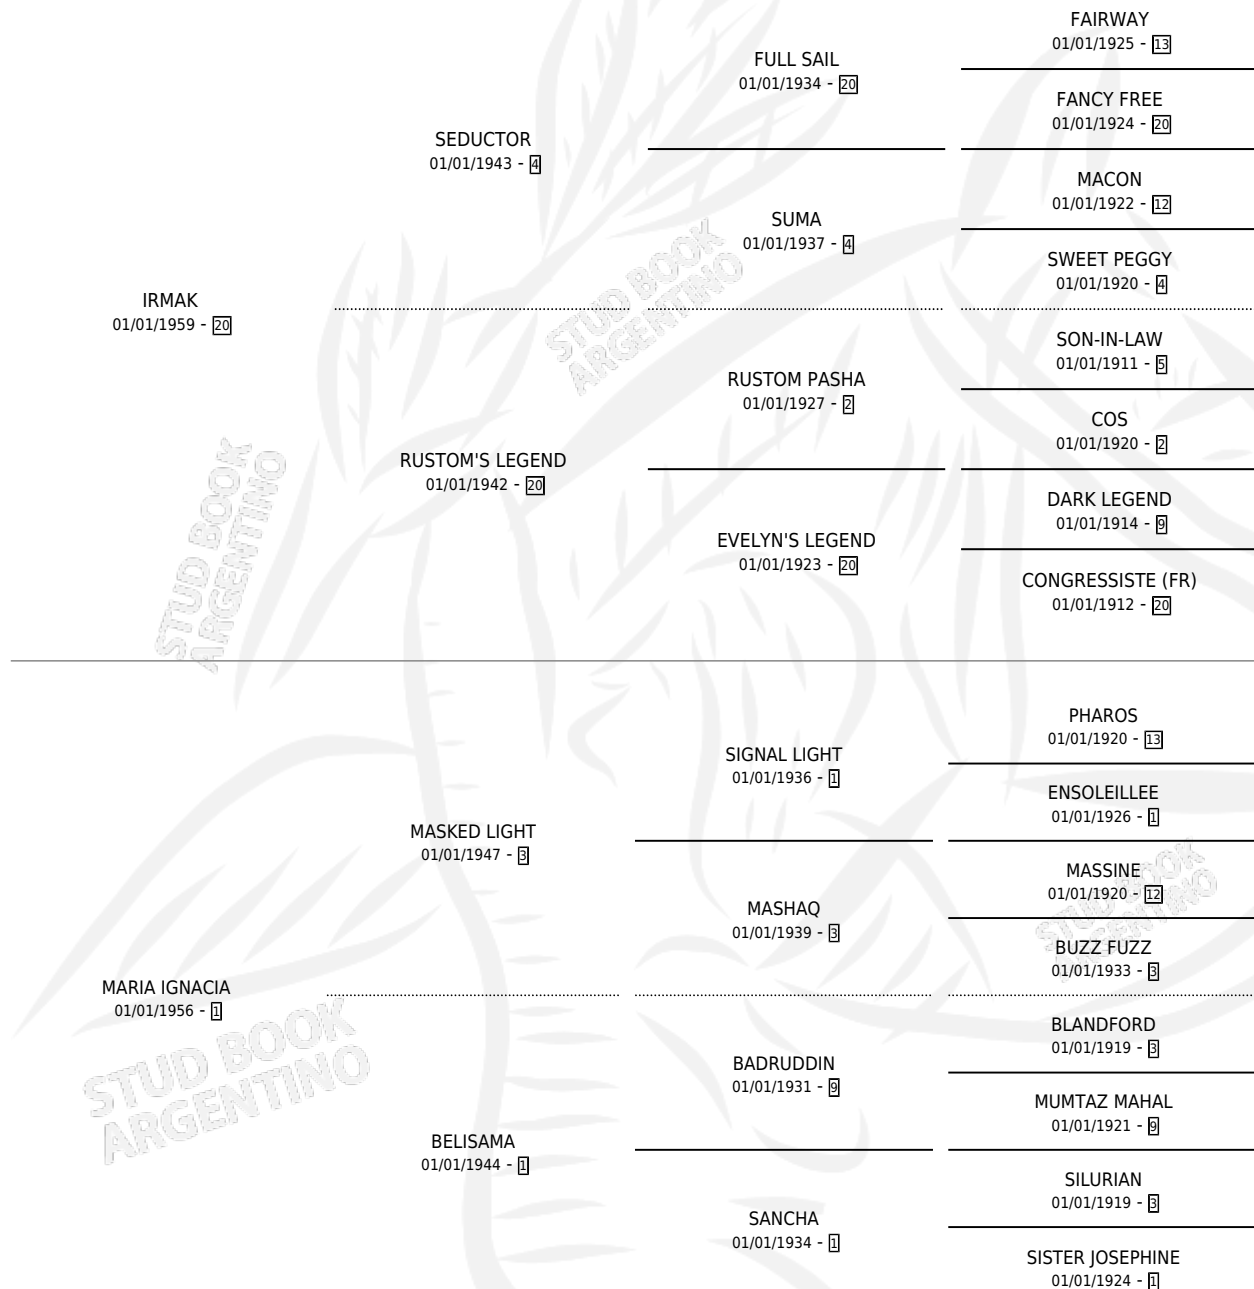 FAIRWAY
01/01/1925 - 13
FULL SAIL
01/01/1934 - 20
FANCY FREE
01/01/1924 - 20
SEDUCTOR
01/01/1943 - 4
MACON
01/01/1922 - 12
SUMA
01/01/1937 - 4
SWEET PEGGY
01/01/1920 - 4
IRMAK
01/01/1959 - 20
SON-IN-LAW
01/01/1911 - 5
RUSTOM PASHA
01/01/1927 - 2
COS
01/01/1920 - 2
RUSTOM'S LEGEND
01/01/1942 - 20
DARK LEGEND
01/01/1914 - 9
EVELYN'S LEGEND
01/01/1923 - 20
CONGRESSISTE (FR)
01/01/1912 - 20
PHAROS
01/01/1920 - 13
SIGNAL LIGHT
01/01/1936 - 1
ENSOLEILLEE
01/01/1926 - 1
MASKED LIGHT
01/01/1947 - 3
MASSINE
01/01/1920 - 12
MASHAQ
01/01/1939 - 3
BUZZ FUZZ
01/01/1933 - 3
MARIA IGNACIA
01/01/1956 - 1
BLANDFORD
01/01/1919 - 3
BADRUDDIN
01/01/1931 - 9
MUMTAZ MAHAL
01/01/1921 - 9
BELISAMA
01/01/1944 - 1
SILURIAN
01/01/1919 - 3
SANCHA
01/01/1934 - 1
SISTER JOSEPHINE
01/01/1924 - 1
STUD BOOK
ARGENTINO
STUD BOOK
ARGENTINO
STUD BOOK
ARGENTINO
STUD BOOK
ARGENTINO